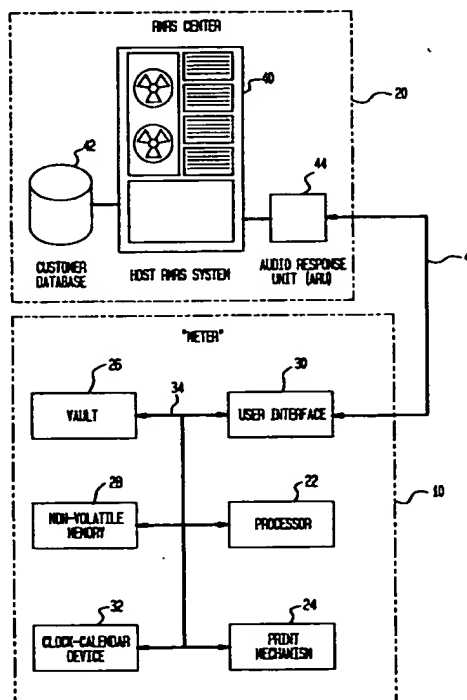 RMRS CENTER
40
20
42
44
CUSTOMER
DATABASE
HOST RMRS SYSTEM
AUDIO RESPONSE
UNIT (ARU)
4
"METER"
26
34
30
VAULT
USER INTERFACE
28
22
10
NON-VOLATILE
MEMORY
PROCESSOR
32
24
CLOCK-CALENDAR
DEVICE
PRINT
MECHANISM